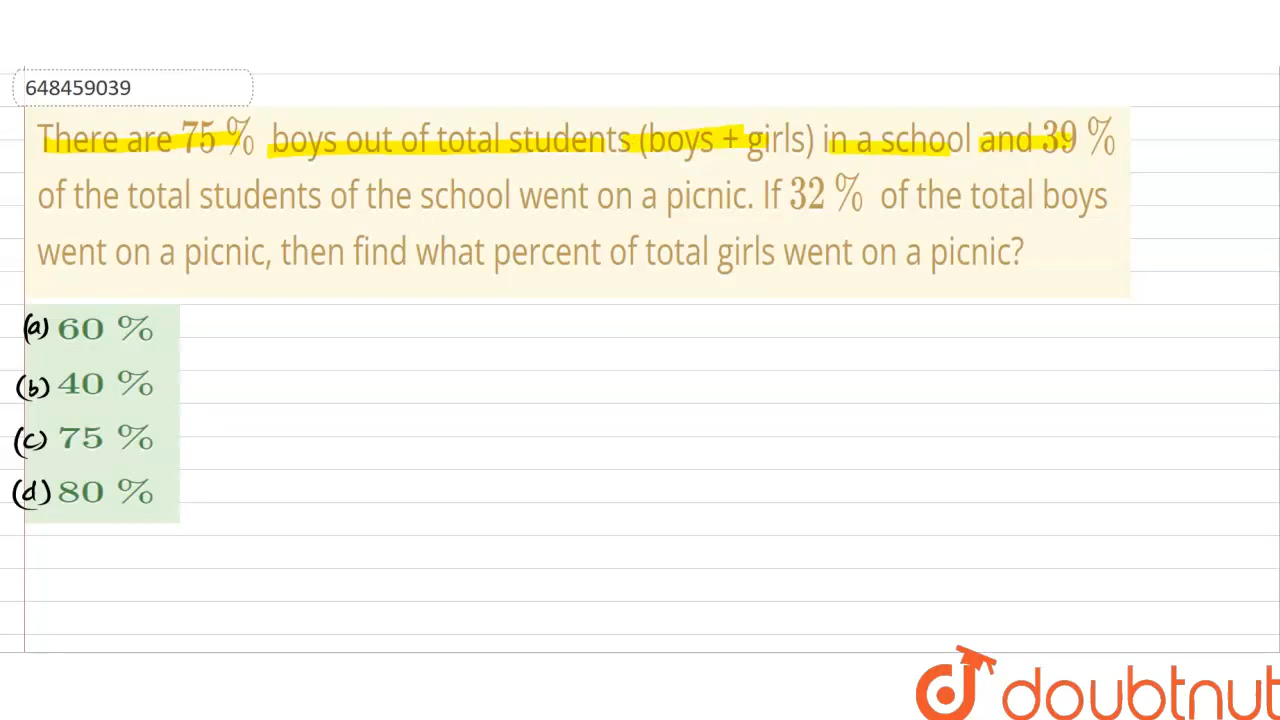 648459039
There are 75 % boys out of total students (boys + girls) in a school and 39 %
of the total students of the school went on a picnic. If 32 % of the total boys
went on a picnic, then find what percent of total girls went on a picnic?
(a) 60 %
(b) 40 %
(c) 75 %
(d) 80 %
doubtnut